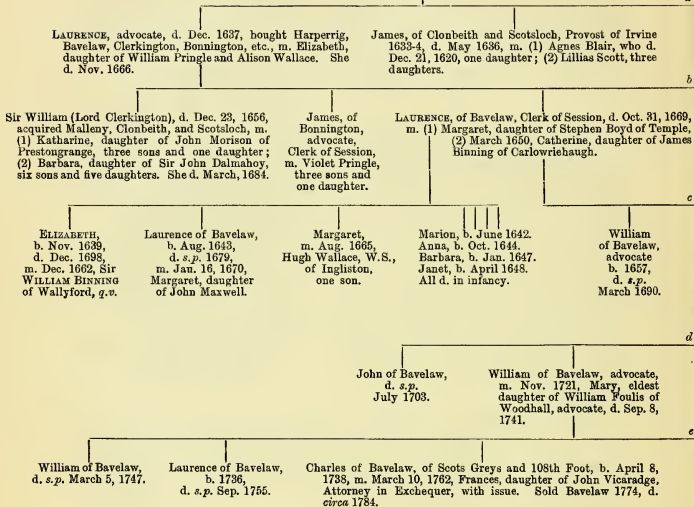 a
LAURENCE, advocate, d. Dec. 1637, bought Harperrig,
Bavelaw, Clerkington, Bonnington, etc., m. Elizabeth,
daughter of William Pringle and Alison Wallace. She
d. Nov. 1666.
James, of Clonbeith and Scotsloch, Provost of Irvine
1633-4, d. May 1636, m. (1) Agnes Blair, who d.
Dec. 21, 1620, one daughter; (2) Lillias Scott, three
daughters.
b
Sir William (Lord Clerkington), d. Dec. 23, 1656,
acquired Malleny, Clonbeith, and Scotsloch, m.
(1) Katharine, daughter of John Morison of
Prestongrange, three sons and one daughter;
(2) Barbara, daughter of Sir John Dalmahoy,
six sons and five daughters. She d. March, 1684.
James, of
Bonnington,
advocate,
Clerk of Session,
m. Violet Pringle,
three sons and
one daughter.
LAURENCE, of Bavelaw, Clerk of Session, d. Oct. 31, 1669,
m. (1) Margaret, daughter of Stephen Boyd of Temple,
(2) March 1650, Catherine, daughter of James
Binning of Carlowriehaugh.
c
ELIZABETH,
b. Nov. 1639,
d. Dec. 1698,
m. Dec. 1662, Sir
WILLIAM BINNING
of Wallyford, q.v.
Laurence of Bavelaw,
b. Aug. 1643,
d. s.p. 1679,
m. Jan. 16, 1670,
Margaret, daughter
of John Maxwell.
Margaret,
m. Aug. 1665,
Hugh Wallace, W.S.,
of Ingliston,
one son.
Marion, b. June 1642.
Anna, b. Oct. 1644.
Barbara, b. Jan. 1647.
Janet, b. April 1648.
All d. in infancy.
William
of Bavelaw,
advocate
b. 1657,
d. s.p.
March 1690.
d
John of Bavelaw,
d. s.p.
July 1703.
William of Bavelaw, advocate,
m. Nov. 1721, Mary, eldest
daughter of William Foulis of
Woodhall, advocate, d. Sep. 8,
1741.
e
William of Bavelaw,
d. s.p. March 5, 1747.
Laurence of Bavelaw,
b. 1736,
d. s.p. Sep. 1755.
Charles of Bavelaw, of Scots Greys and 108th Foot, b. April 8,
1738, m. March 10, 1762, Frances, daughter of John Vicaradge,
Attorney in Exchequer, with issue. Sold Bavelaw 1774, d.
circa 1784.